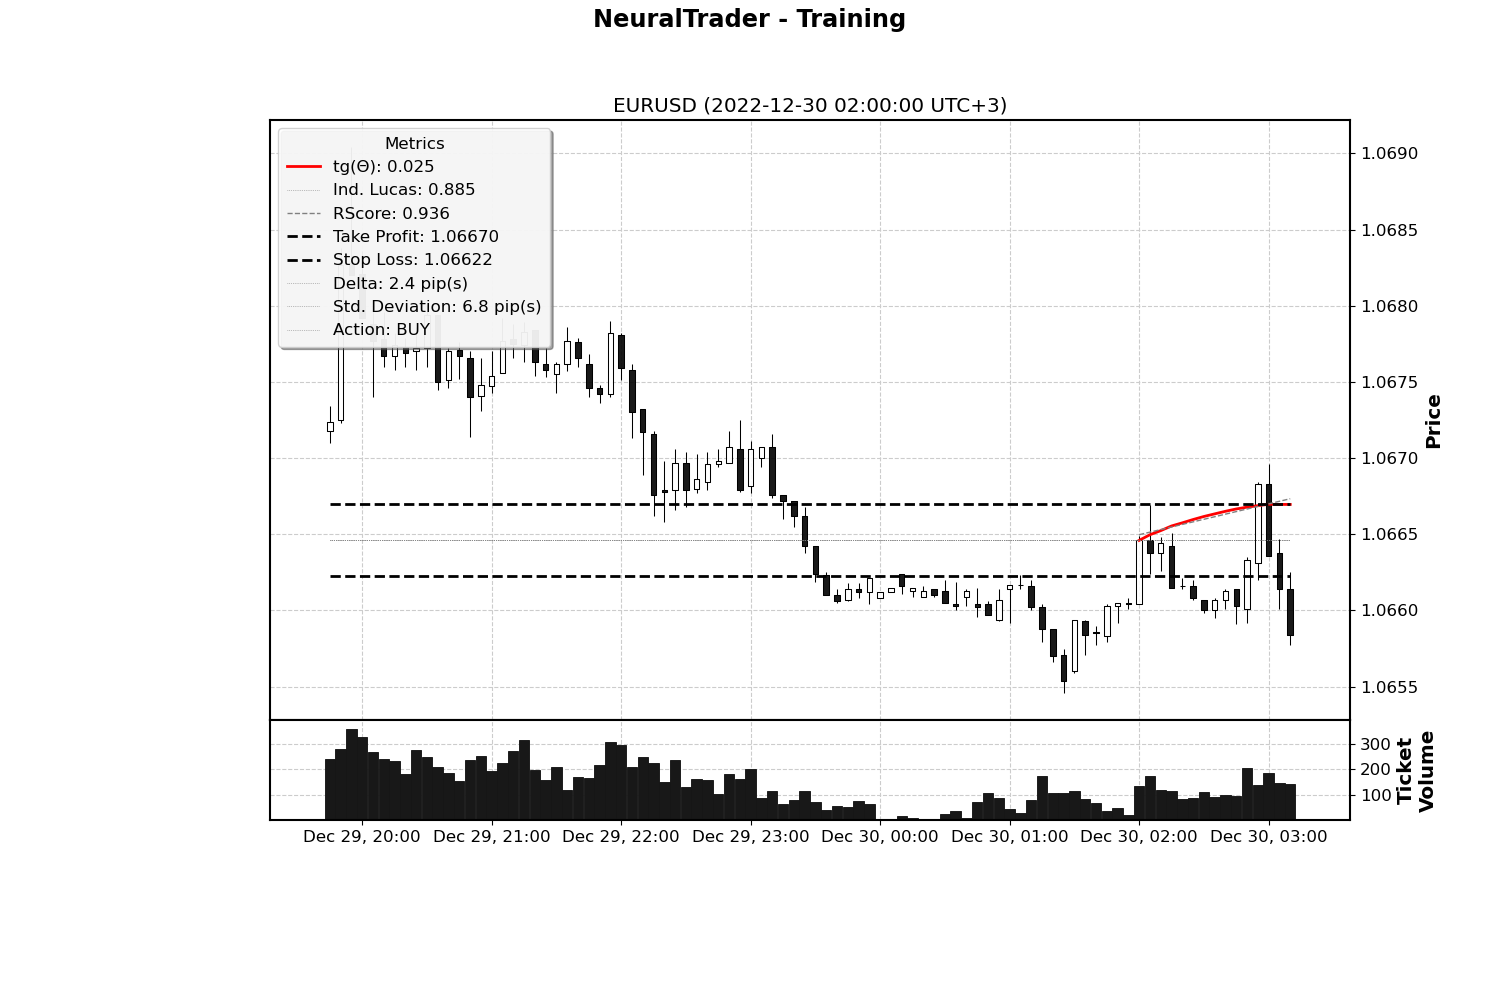 NeuralTrader - Training
EURUSD (2022-12-30 02:00:00 UTC+3)
Metrics
tg(Θ): 0.025
Ind. Lucas: 0.885
RScore: 0.936
Take Profit: 1.06670
Stop Loss: 1.06622
Delta: 2.4 pip(s)
Std. Deviation: 6.8 pip(s)
Action: BUY
1.0690
1.0685
1.0680
1.0675
1.0670
1.0665
1.0660
1.0655
Price
300
200
100
Ticket
Volume
Dec 29, 20:00
Dec 29, 21:00
Dec 29, 22:00
Dec 29, 23:00
Dec 30, 00:00
Dec 30, 01:00
Dec 30, 02:00
Dec 30, 03:00